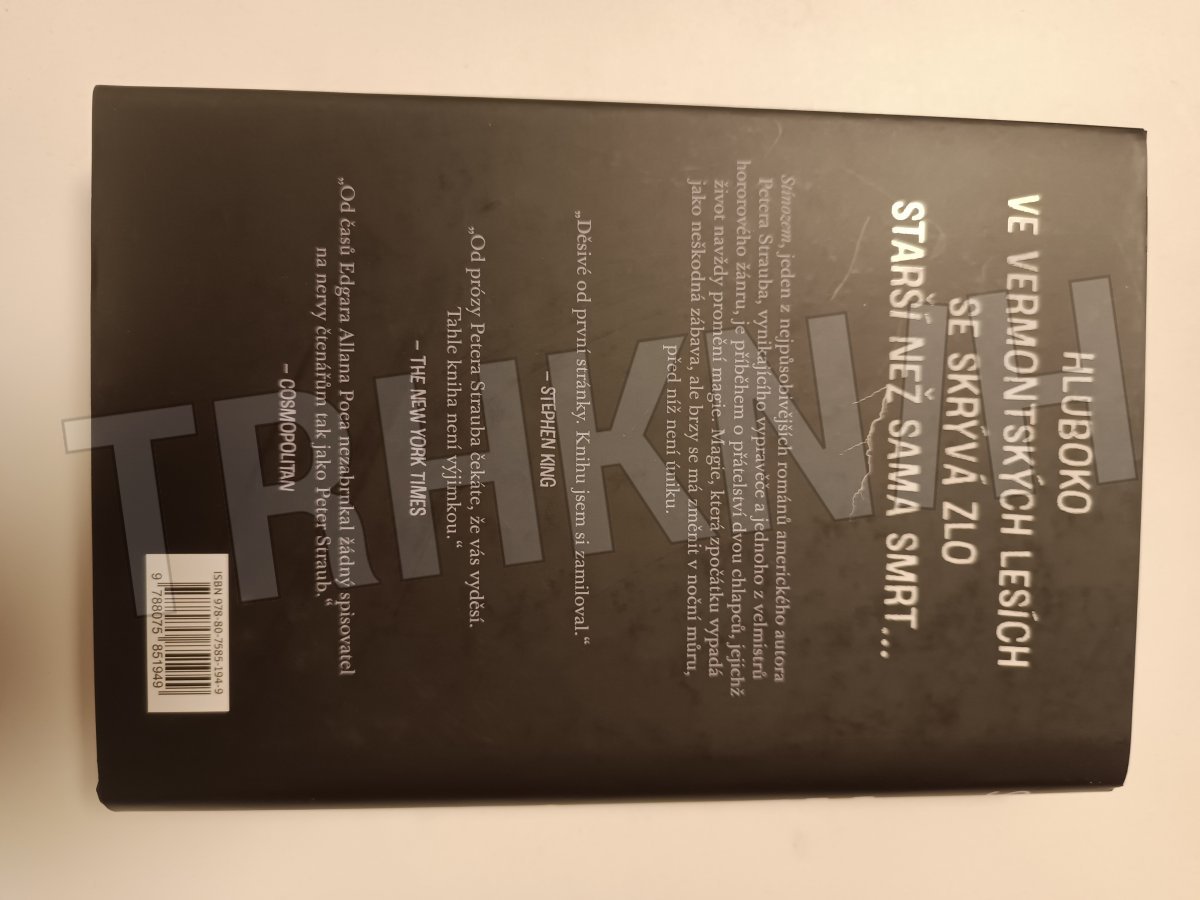 HLUBOKO
VE VERMONTSKÝCH LESÍCH
SE SKRÝVÁ ZLO
STARŠÍ NEŽ SAMA SMRT...
Stínozem, jeden z nejpůsobivějších románů amerického autora
Petera Strauba, vynikajícího vypravěče a jednoho z velmistrů
hororového žánru, je příběhem o přátelství dvou chlapců, jejichž
život navždy promění magie. Magie, která zpočátku vypadá
jako neškodná zábava, ale brzy se má změnit v noční můru,
před níž není úniku.
„Děsivé od první stránky. Knihu jsem si zamiloval.“
– STEPHEN KING
„Od prózy Petera Strauba čekáte, že vás vyděsí.
Tahle kniha není výjimkou.“
– THE NEW YORK TIMES
„Od časů Edgara Allana Poea nezabrnkal žádný spisovatel
na nervy čtenářům tak jako Peter Straub.“
– COSMOPOLITAN
ISBN 978-80-7585-194-9
9 788075 851949
TRHKNIH